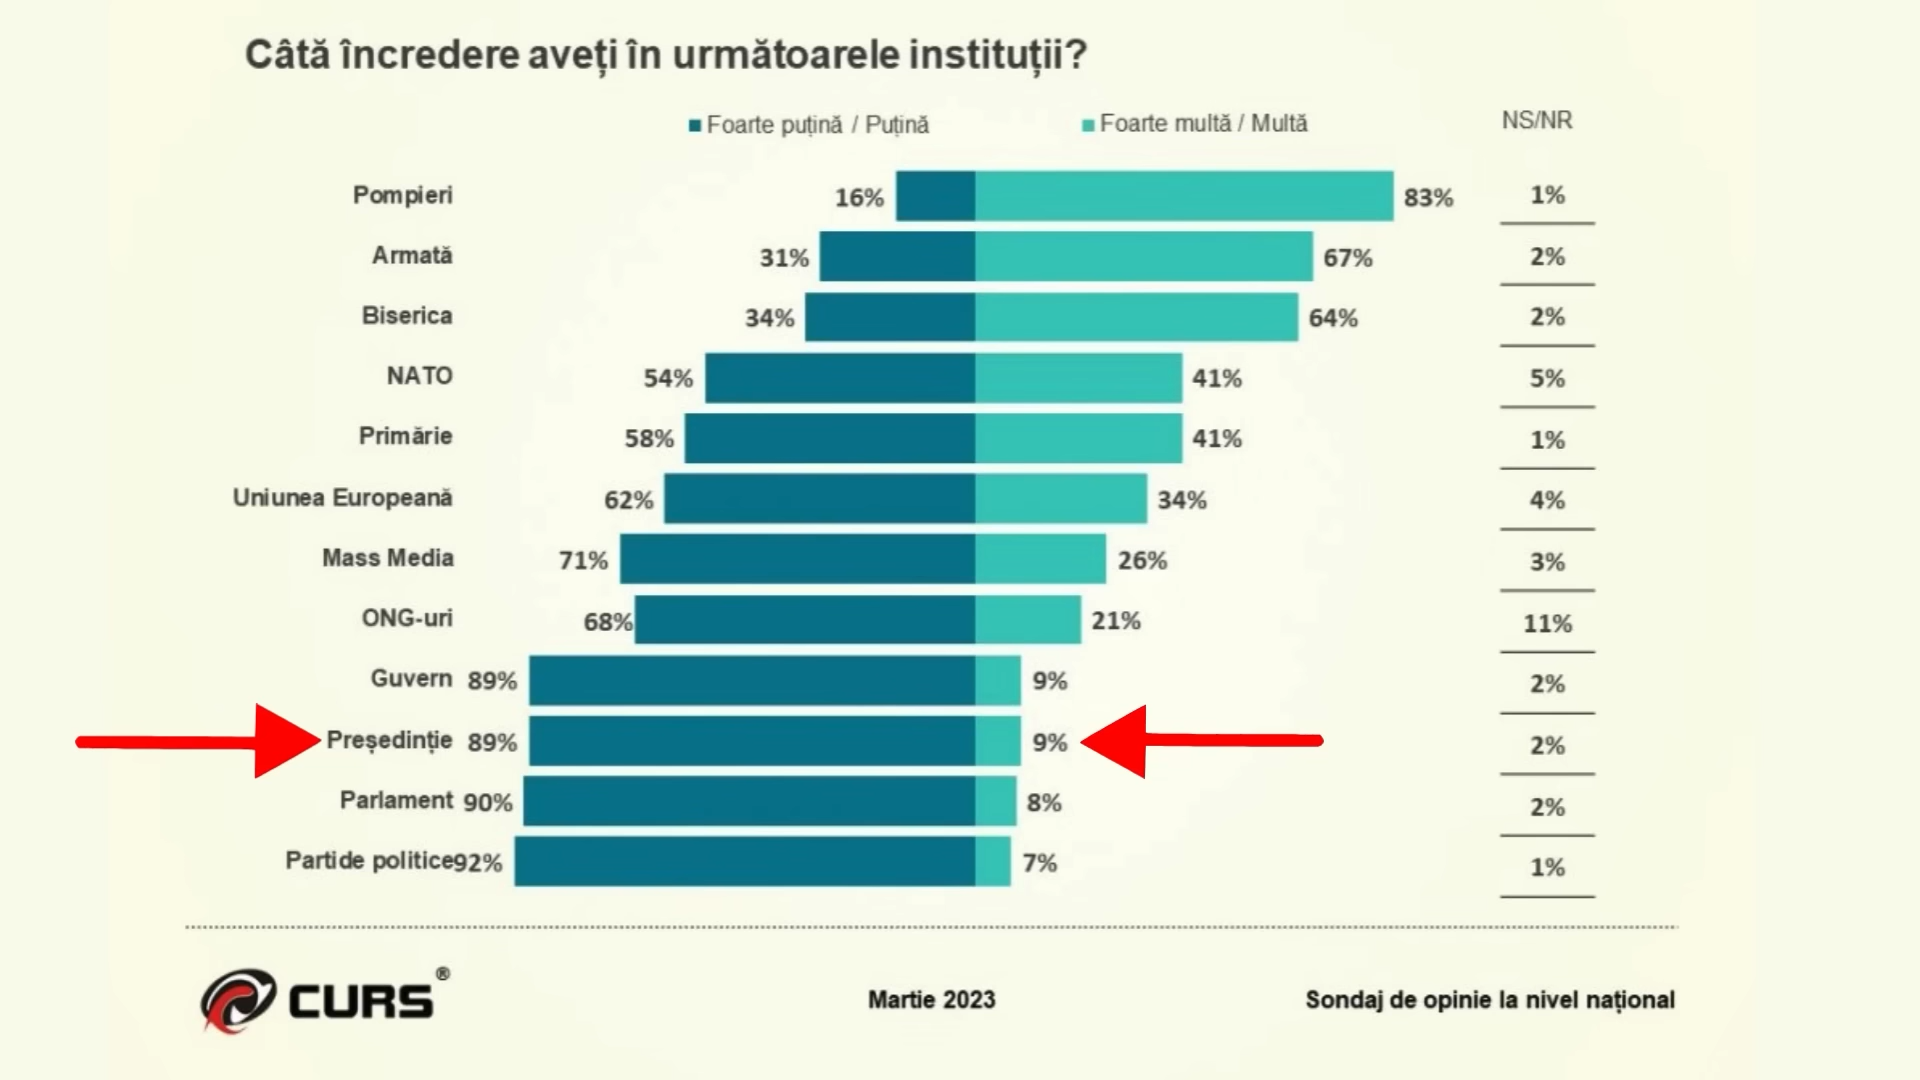 Câtă încredere aveți în următoarele instituții?
Foarte puțină / Puțină Foarte multă / Multă NS/NR
Pompieri 16% 83% 1%
Armată 31% 67% 2%
Biserica 34% 64% 2%
NATO 54% 41% 5%
Primărie 58% 41% 1%
Uniunea Europeană 62% 34% 4%
Mass Media 71% 26% 3%
ONG-uri 68% 21% 11%
Guvern 89% 9% 2%
Președinție 89% 9% 2%
Parlament 90% 8% 2%
Partide politice 92% 7% 1%
CURS® Martie 2023 Sondaj de opinie la nivel național